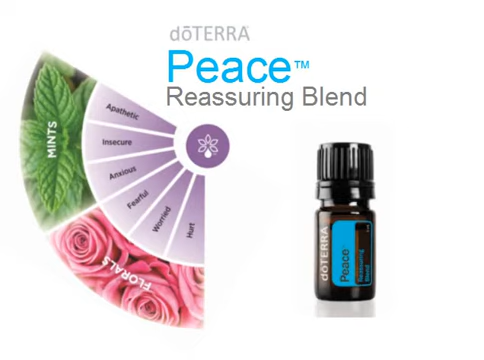 dōTERRA
Peace™
Reassuring Blend
MINTS
Apathetic
Insecure
Anxious
Fearful
Worried
Hurt
FLORALS
dōTERRA
Peace
Reassuring
Blend